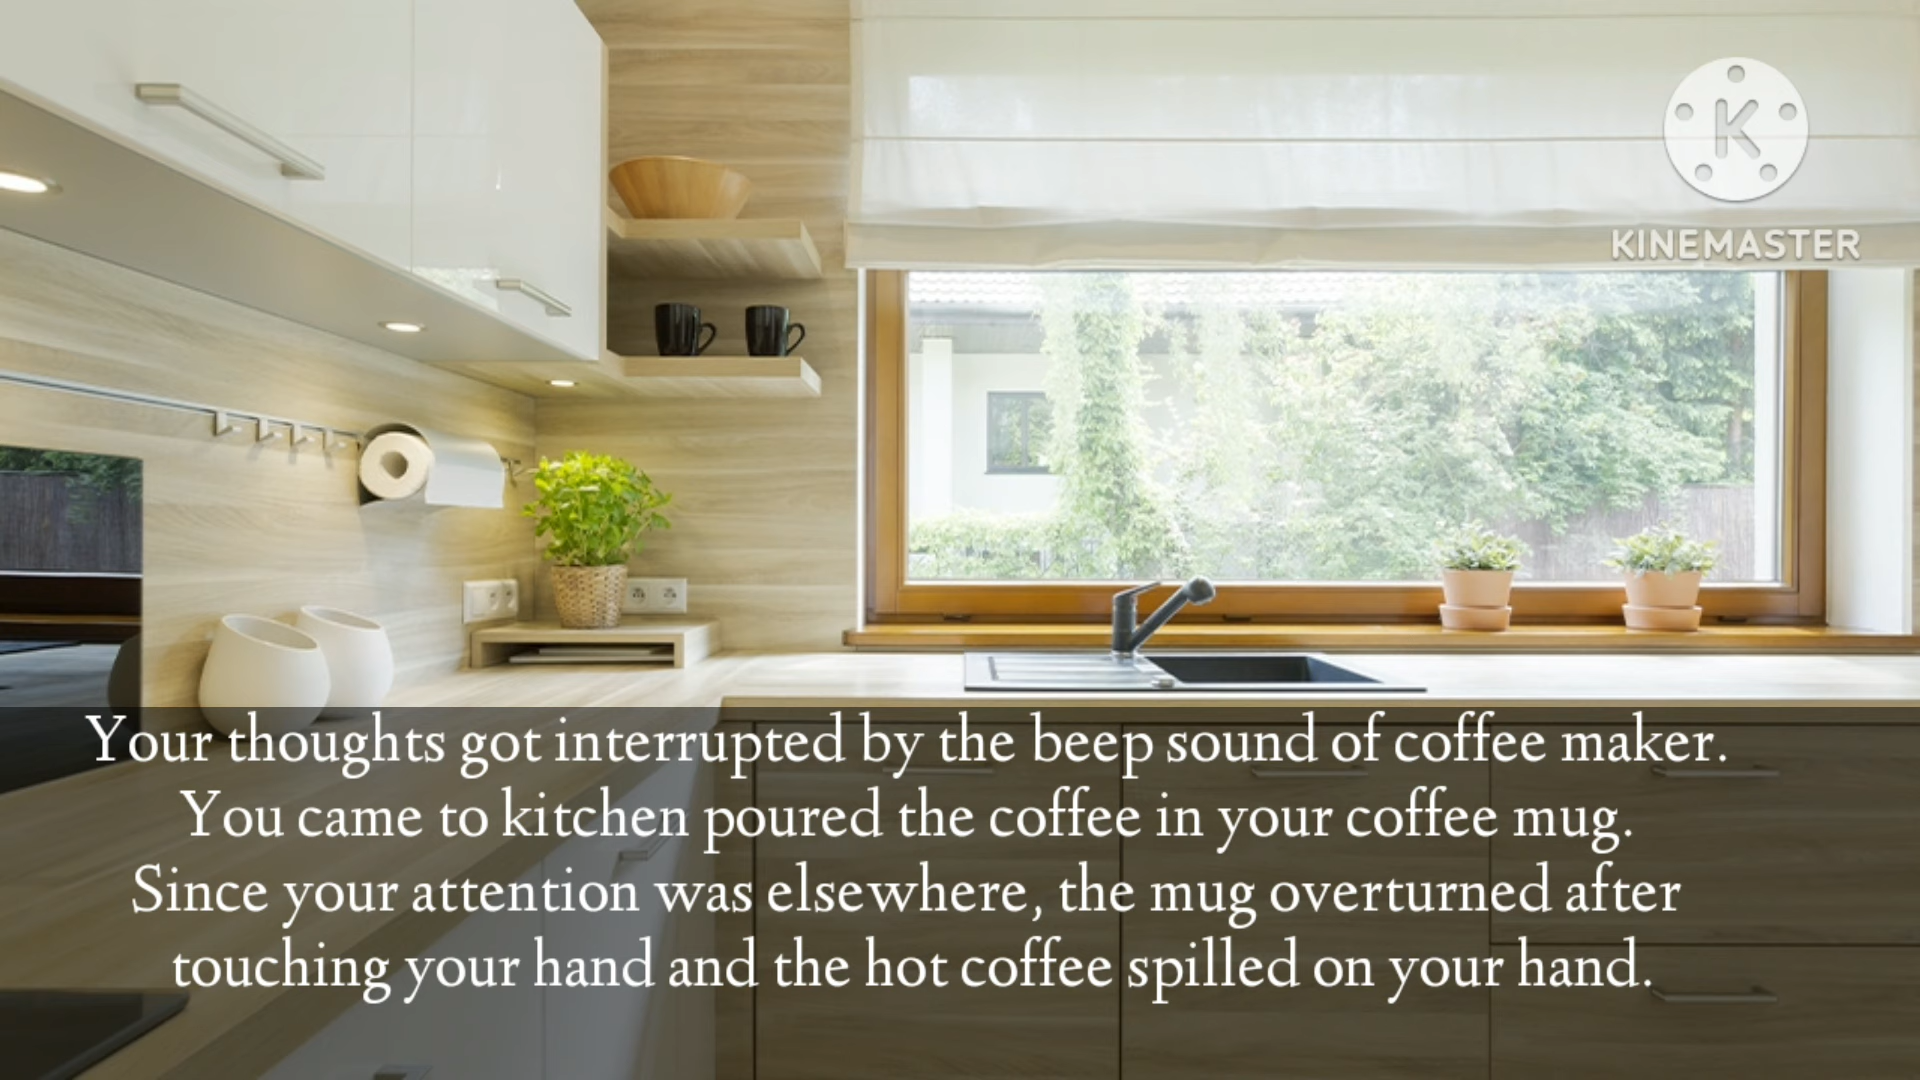 KINEMASTER
Your thoughts got interrupted by the beep sound of coffee maker.
You came to kitchen poured the coffee in your coffee mug.
Since your attention was elsewhere, the mug overturned after
touching your hand and the hot coffee spilled on your hand.